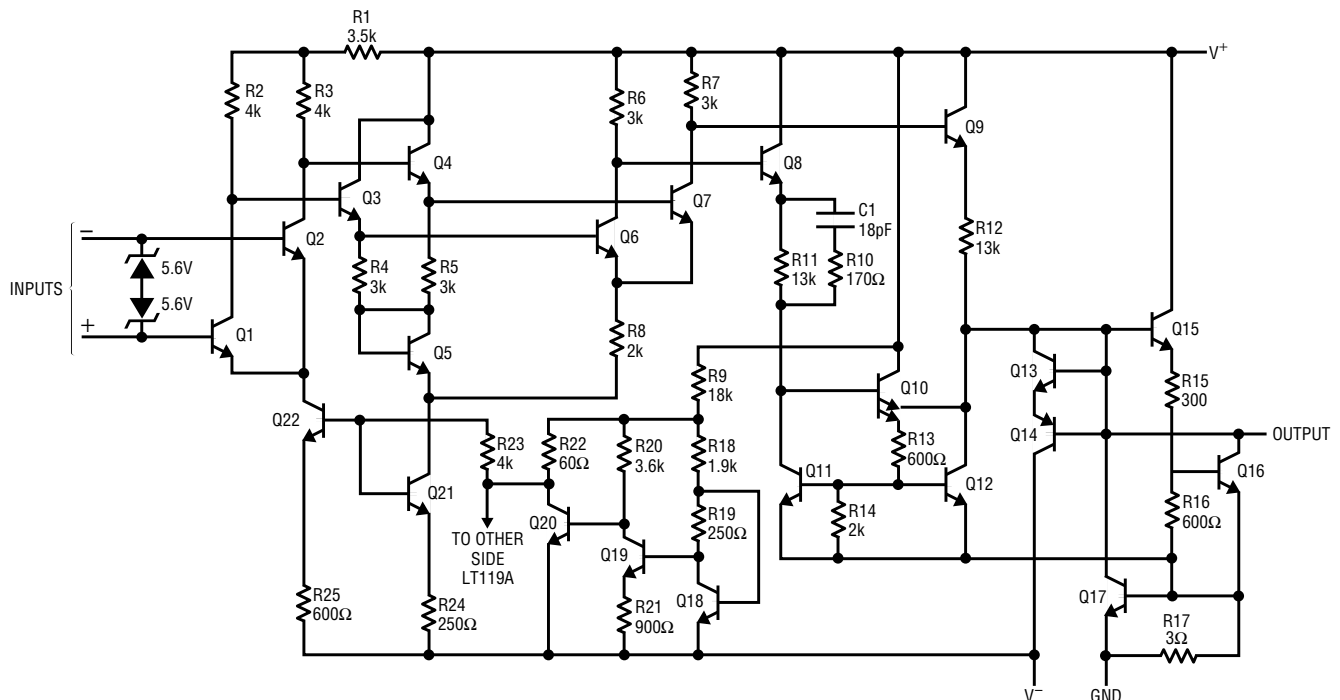 R1
3.5k
V+
R2
4k
R3
4k
R6
3k
R7
3k
Q9
Q4
Q8
Q3
Q7
C1
18pF
–
Q2
Q6
R12
13k
R4
3k
R5
3k
R11
13k
R10
170Ω
5.6V
INPUTS
5.6V
+
Q1
Q5
R8
2k
Q15
Q13
R9
18k
Q10
R15
300
Q22
R23
4k
R22
60Ω
R20
3.6k
R18
1.9k
R13
600Ω
Q14
OUTPUT
Q16
Q21
Q11
Q12
R14
2k
R16
600Ω
R19
250Ω
Q20
TO OTHER
SIDE
LT119A
Q19
Q18
Q17
R25
600Ω
R24
250Ω
R21
900Ω
R17
3Ω
V–
GND